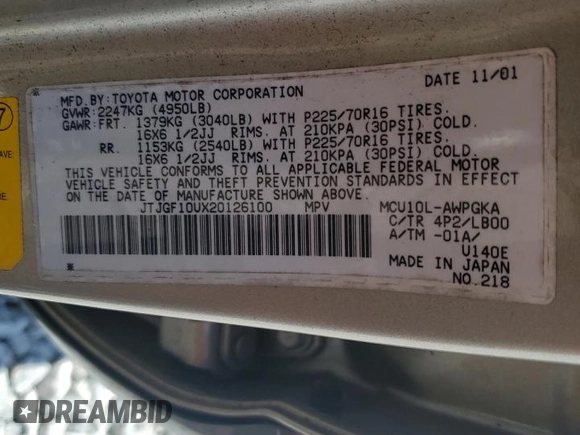 MFD.BY:TOYOTA MOTOR CORPORATION DATE 11/01
GVWR:2247KG (4950LB)
GAWR:FRT. 1379KG (3040LB) WITH P225/70R16 TIRES.
16X6 1/2JJ RIMS. AT 210KPA (30PSI) COLD.
RR. 1153KG (2540LB) WITH P225/70R16 TIRES.
16X6 1/2JJ RIMS. AT 210KPA (30PSI) COLD.
THIS VEHICLE CONFORMS TO ALL APPLICABLE FEDERAL MOTOR
VEHICLE SAFETY AND THEFT PREVENTION STANDARDS IN EFFECT
ON THE DATE OF MANUFACTURE SHOWN ABOVE.
JTJGF10UX20126100 MPV MCU10L-AWPGKA
C/TR 4P2/LB00
A/TM -01A/
U140E
MADE IN JAPAN
NO.218
7
AVE:
DREAMBID